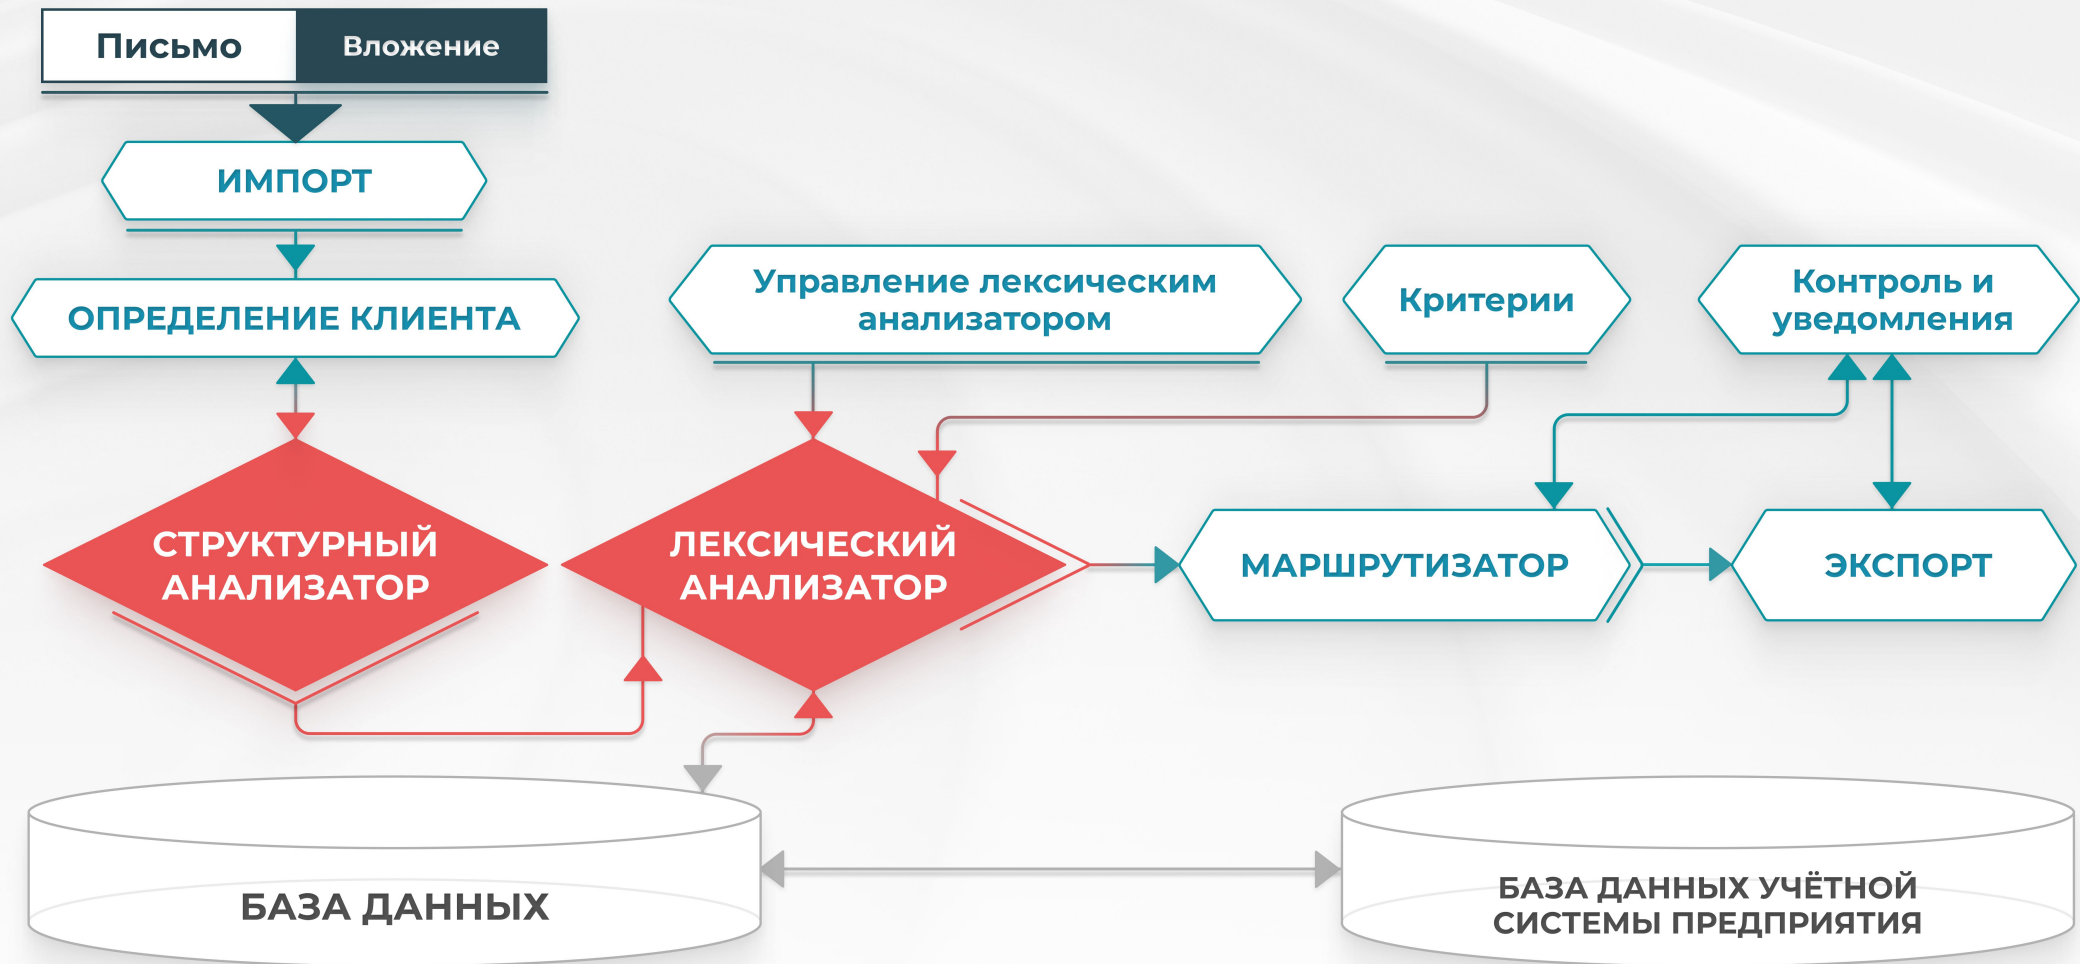 Письмо
Вложение
ИМПОРТ
ОПРЕДЕЛЕНИЕ КЛИЕНТА
Управление лексическим
анализатором
Критерии
Контроль и
уведомления
СТРУКТУРНЫЙ
АНАЛИЗАТОР
ЛЕКСИЧЕСКИЙ
АНАЛИЗАТОР
МАРШРУТИЗАТОР
ЭКСПОРТ
БАЗА ДАННЫХ
БАЗА ДАННЫХ УЧЁТНОЙ
СИСТЕМЫ ПРЕДПРИЯТИЯ